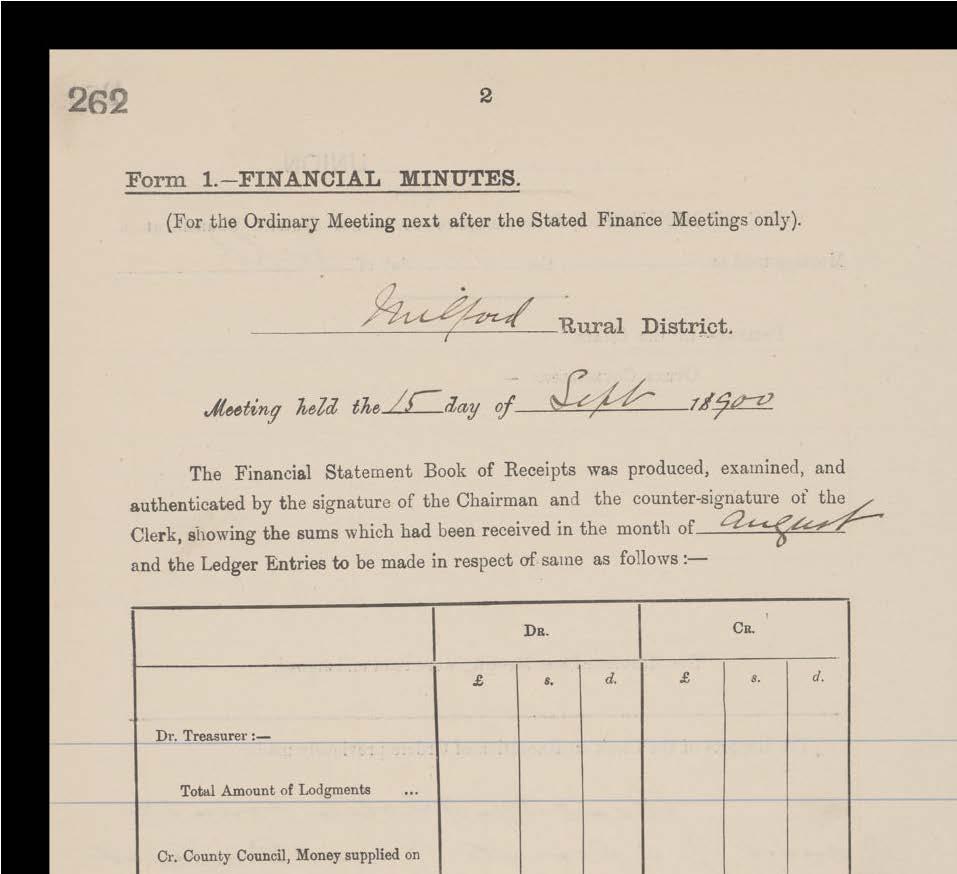 262
2
Form 1.—FINANCIAL MINUTES.
(For the Ordinary Meeting next after the Stated Finance Meetings only).
Milford Rural District.
Meeting held the 15 day of Sept 18900
The Financial Statement Book of Receipts was produced, examined, and
authenticated by the signature of the Chairman and the counter-signature of the
Clerk, showing the sums which had been received in the month of August
and the Ledger Entries to be made in respect of same as follows :—
DR. CR.
£ s. d. £ s. d.
Dr. Treasurer :—
Total Amount of Lodgments ...
Cr. County Council, Money supplied on